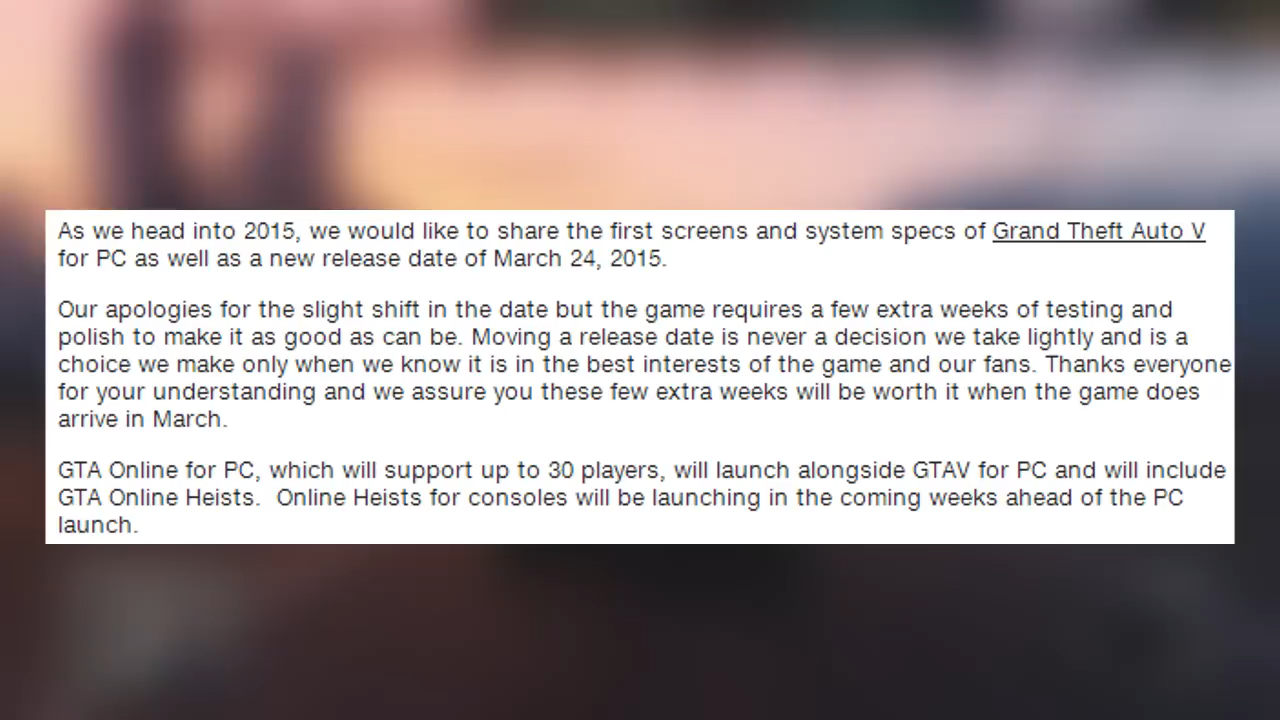 As we head into 2015, we would like to share the first screens and system specs of Grand Theft Auto V
for PC as well as a new release date of March 24, 2015.
Our apologies for the slight shift in the date but the game requires a few extra weeks of testing and
polish to make it as good as can be. Moving a release date is never a decision we take lightly and is a
choice we make only when we know it is in the best interests of the game and our fans. Thanks everyone
for your understanding and we assure you these few extra weeks will be worth it when the game does
arrive in March.
GTA Online for PC, which will support up to 30 players, will launch alongside GTAV for PC and will include
GTA Online Heists.  Online Heists for consoles will be launching in the coming weeks ahead of the PC
launch.